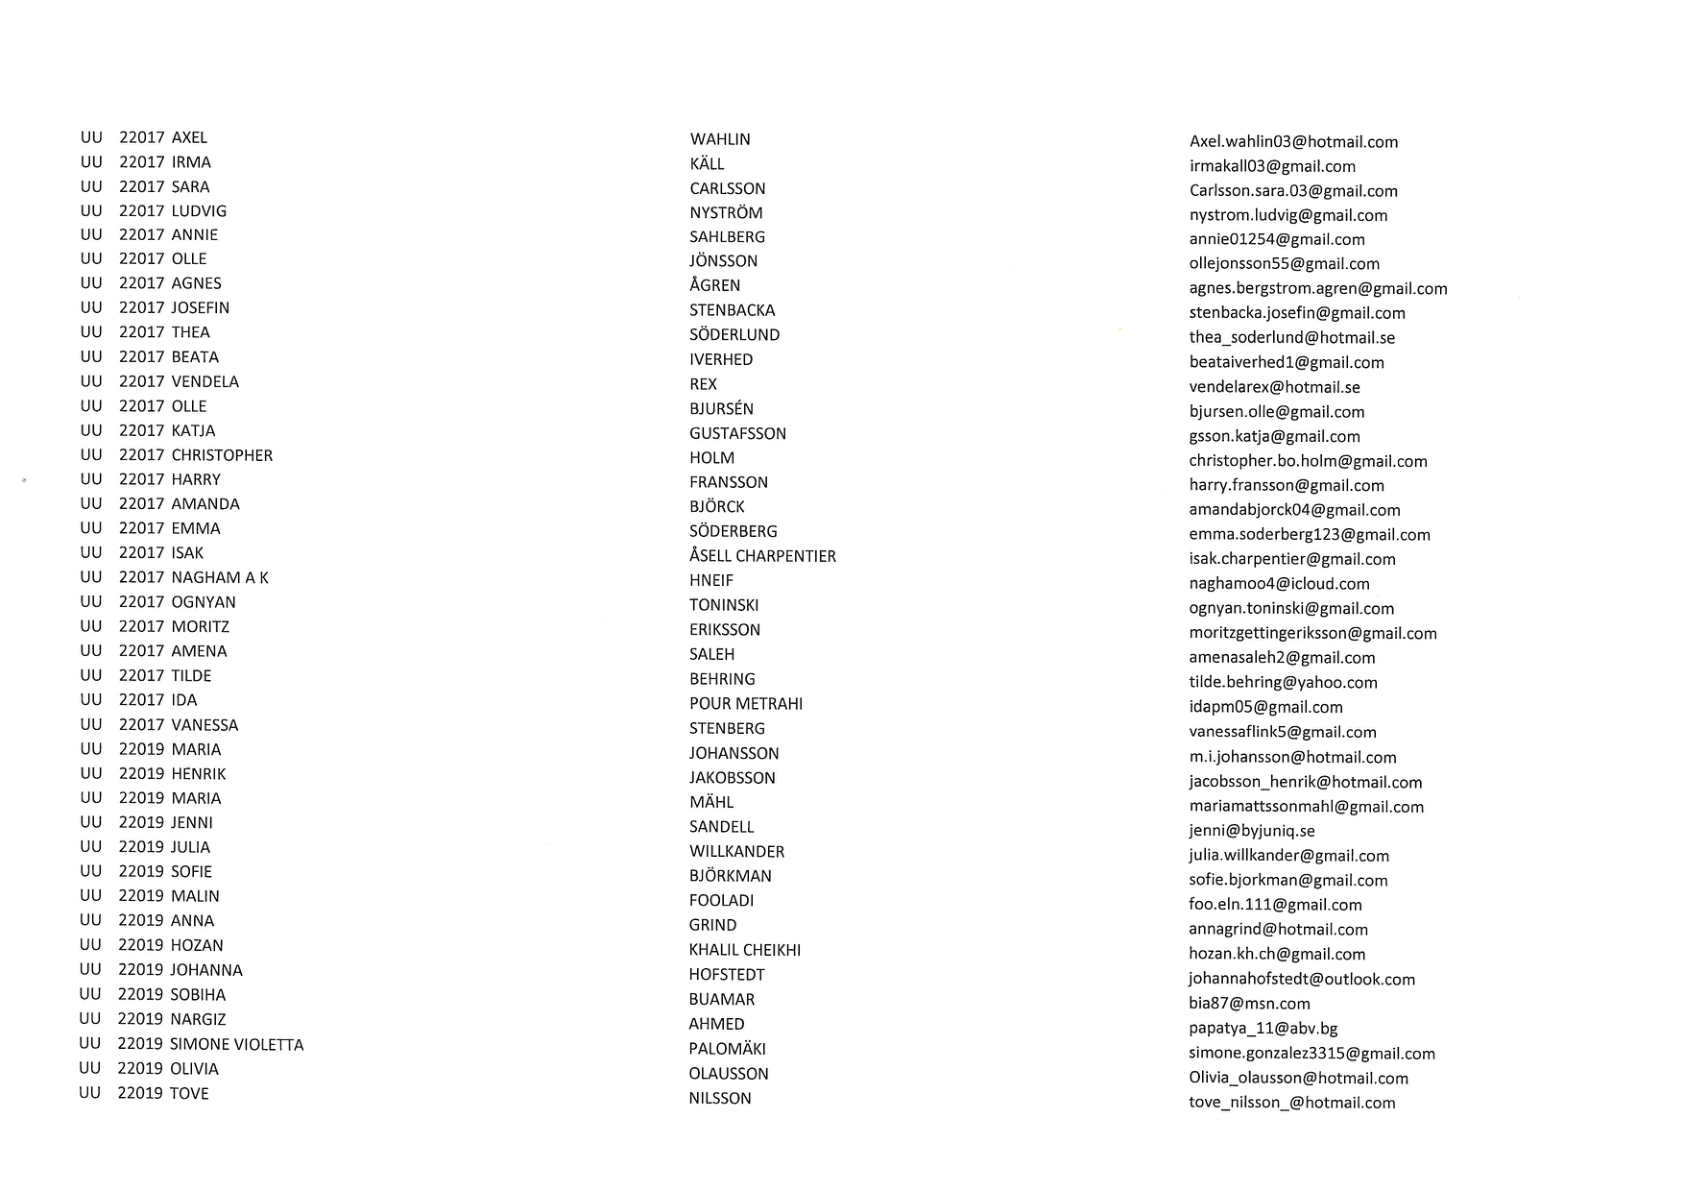 UU 22017 AXEL WAHLIN Axel.wahlin03@hotmail.com
UU 22017 IRMA KÄLL irmakall03@gmail.com
UU 22017 SARA CARLSSON Carlsson.sara.03@gmail.com
UU 22017 LUDVIG NYSTRÖM nystrom.ludvig@gmail.com
UU 22017 ANNIE SAHLBERG annie01254@gmail.com
UU 22017 OLLE JÖNSSON ollejonsson55@gmail.com
UU 22017 AGNES ÅGREN agnes.bergstrom.agren@gmail.com
UU 22017 JOSEFIN STENBACKA stenbacka.josefin@gmail.com
UU 22017 THEA SÖDERLUND thea_soderlund@hotmail.se
UU 22017 BEATA IVERHED beataiverhed1@gmail.com
UU 22017 VENDELA REX vendelarex@hotmail.se
UU 22017 OLLE BJURSÉN bjursen.olle@gmail.com
UU 22017 KATJA GUSTAFSSON gsson.katja@gmail.com
UU 22017 CHRISTOPHER HOLM christopher.bo.holm@gmail.com
UU 22017 HARRY FRANSSON harry.fransson@gmail.com
UU 22017 AMANDA BJÖRCK amandabjorck04@gmail.com
UU 22017 EMMA SÖDERBERG emma.soderberg123@gmail.com
UU 22017 ISAK ÅSELL CHARPENTIER isak.charpentier@gmail.com
UU 22017 NAGHAM A K HNEIF naghamoo4@icloud.com
UU 22017 OGNYAN TONINSKI ognyan.toninski@gmail.com
UU 22017 MORITZ ERIKSSON moritzgettingeriksson@gmail.com
UU 22017 AMENA SALEH amenasaleh2@gmail.com
UU 22017 TILDE BEHRING tilde.behring@yahoo.com
UU 22017 IDA POUR METRAHI idapm05@gmail.com
UU 22017 VANESSA STENBERG vanessaflink5@gmail.com
UU 22019 MARIA JOHANSSON m.i.johansson@hotmail.com
UU 22019 HENRIK JAKOBSSON jacobsson_henrik@hotmail.com
UU 22019 MARIA MÄHL mariamattssonmahl@gmail.com
UU 22019 JENNI SANDELL jenni@byjuniq.se
UU 22019 JULIA WILLKANDER julia.willkander@gmail.com
UU 22019 SOFIE BJÖRKMAN sofie.bjorkman@gmail.com
UU 22019 MALIN FOOLADI foo.eln.111@gmail.com
UU 22019 ANNA GRIND annagrind@hotmail.com
UU 22019 HOZAN KHALIL CHEIKHI hozan.kh.ch@gmail.com
UU 22019 JOHANNA HOFSTEDT johannahofstedt@outlook.com
UU 22019 SOBIHA BUAMAR bia87@msn.com
UU 22019 NARGIZ AHMED papatya_11@abv.bg
UU 22019 SIMONE VIOLETTA PALOMÄKI simone.gonzalez3315@gmail.com
UU 22019 OLIVIA OLAUSSON Olivia_olausson@hotmail.com
UU 22019 TOVE NILSSON tove_nilsson_@hotmail.com